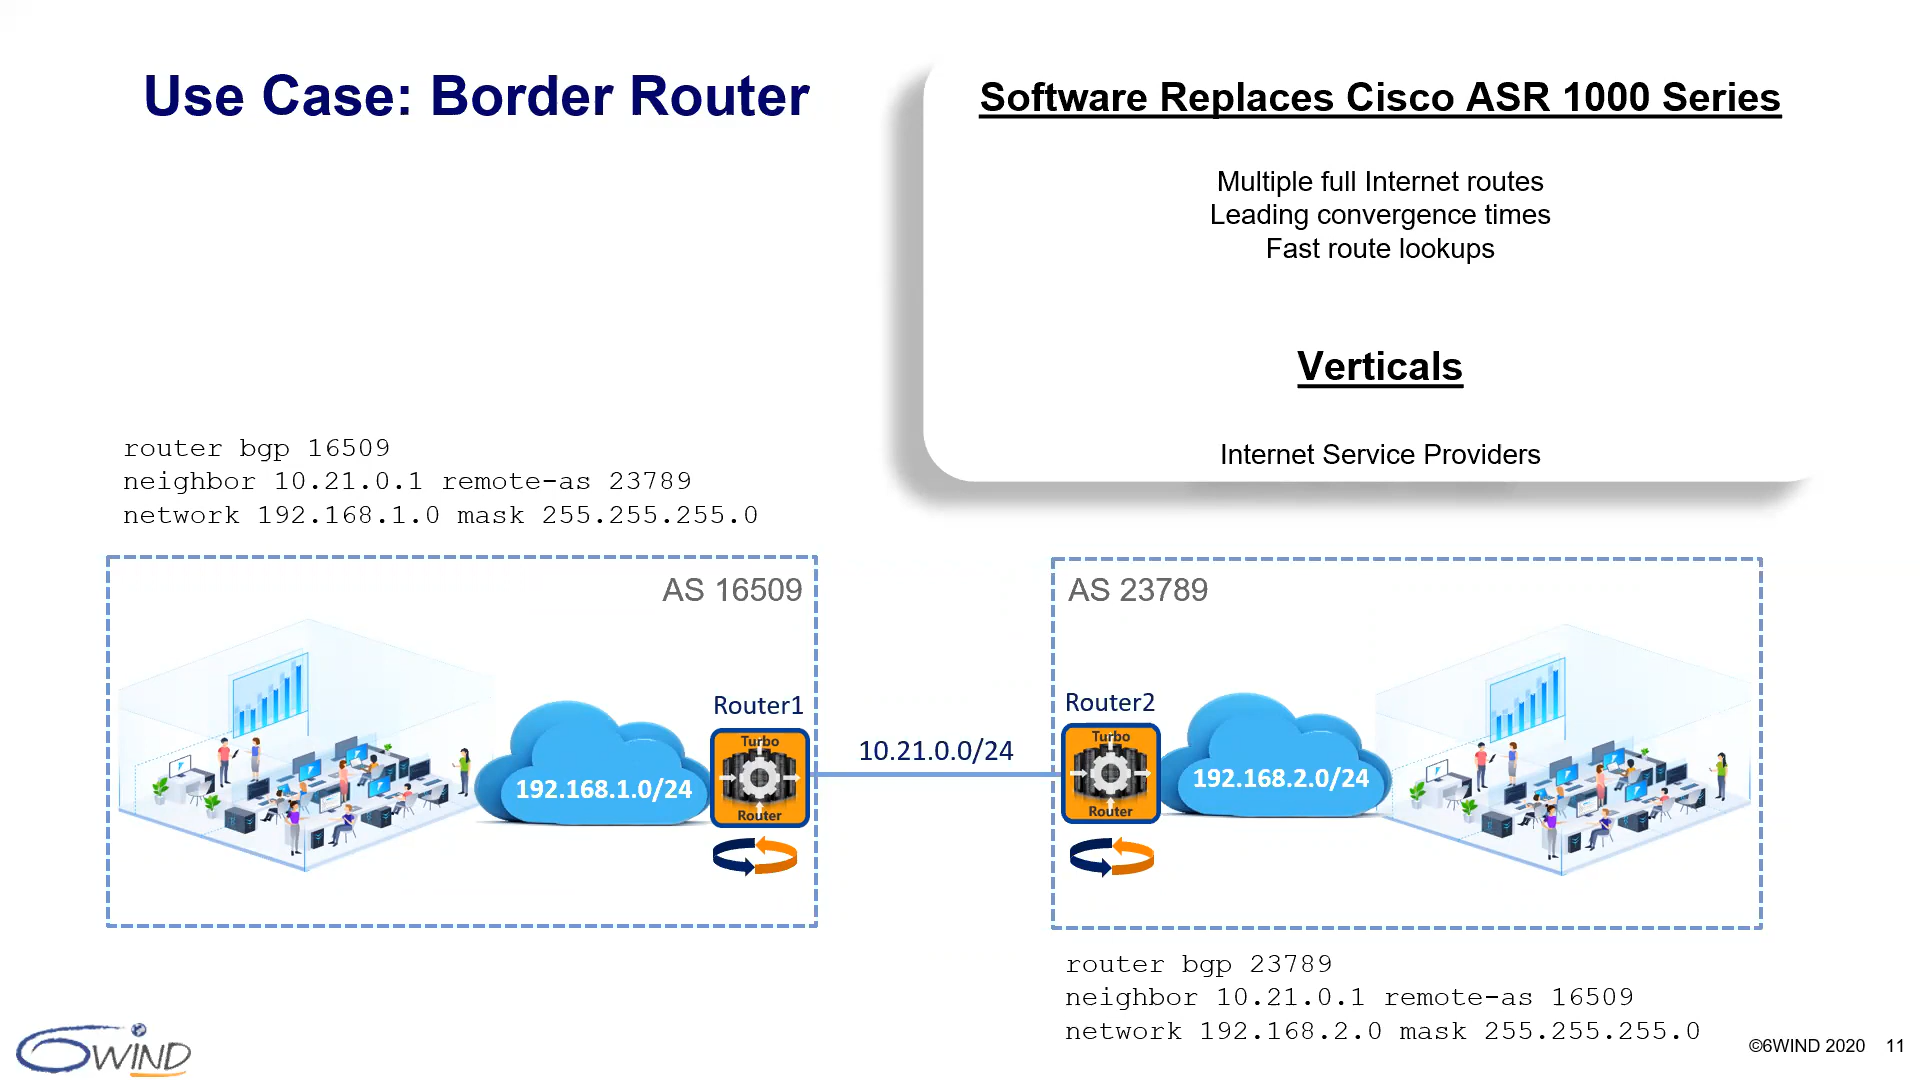 Use Case: Border Router
Software Replaces Cisco ASR 1000 Series
Multiple full Internet routes
Leading convergence times
Fast route lookups
Verticals
Internet Service Providers
router bgp 16509
neighbor 10.21.0.1 remote-as 23789
network 192.168.1.0 mask 255.255.255.0
AS 16509
Router1
Turbo
Router
192.168.1.0/24
10.21.0.0/24
AS 23789
Router2
Turbo
Router
192.168.2.0/24
router bgp 23789
neighbor 10.21.0.1 remote-as 16509
network 192.168.2.0 mask 255.255.255.0
6WIND
©6WIND 2020 11